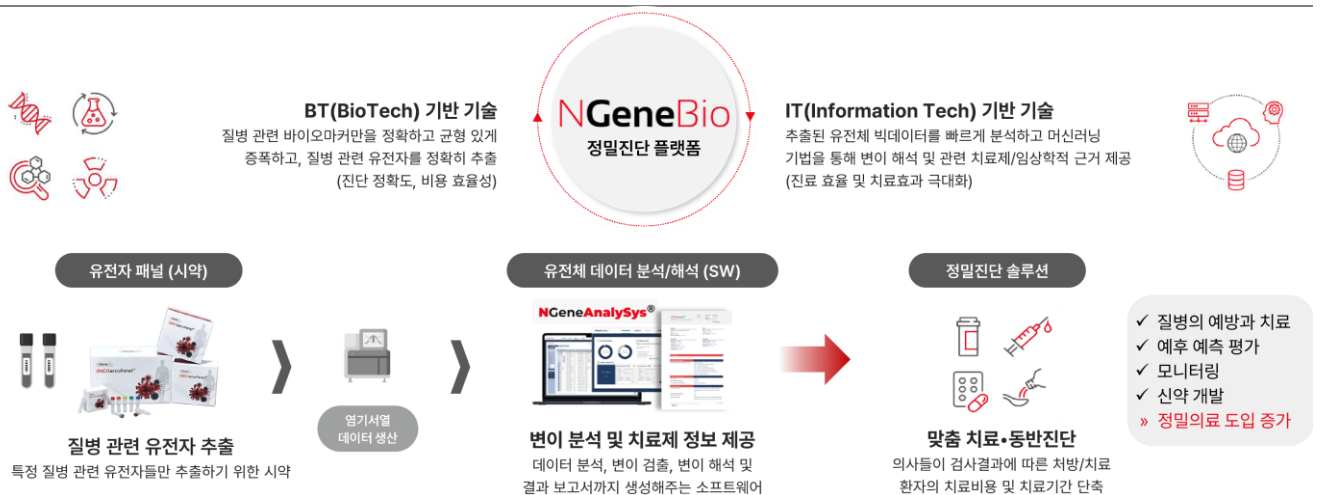 BT(BioTech) 기반 기술
질병 관련 바이오마커만을 정확하고 균형 있게
증폭하고, 질병 관련 유전자를 정확히 추출
(진단 정확도, 비용 효율성)
NGeneBio
정밀진단 플랫폼
IT(Information Tech) 기반 기술
추출된 유전체 빅데이터를 빠르게 분석하고 머신러닝
기법을 통해 변이 해석 및 관련 치료제/임상학적 근거 제공
(진료 효율 및 치료효과 극대화)
유전자 패널 (시약)
질병 관련 유전자 추출
특정 질병 관련 유전자들만 추출하기 위한 시약
염기서열
데이터 생산
유전체 데이터 분석/해석 (SW)
NGeneAnalySys®
변이 분석 및 치료제 정보 제공
데이터 분석, 변이 검출, 변이 해석 및
결과 보고서까지 생성해주는 소프트웨어
정밀진단 솔루션
맞춤 치료•동반진단
의사들이 검사결과에 따른 처방/치료
환자의 치료비용 및 치료기간 단축
✓ 질병의 예방과 치료
✓ 예후 예측 평가
✓ 모니터링
✓ 신약 개발
» 정밀의료 도입 증가